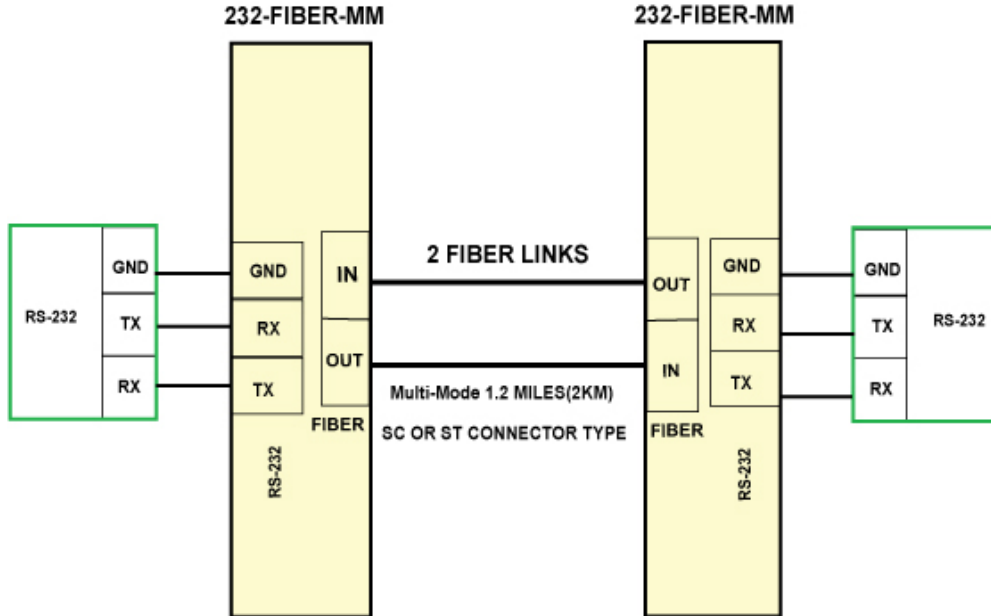 232-FIBER-MM
232-FIBER-MM
RS-232
GND
TX
RX
GND
RX
TX
RS-232
IN
OUT
FIBER
2 FIBER LINKS
Multi-Mode 1.2 MILES(2KM)
SC OR ST CONNECTOR TYPE
OUT
IN
FIBER
GND
RX
TX
RS-232
GND
TX
RX
RS-232